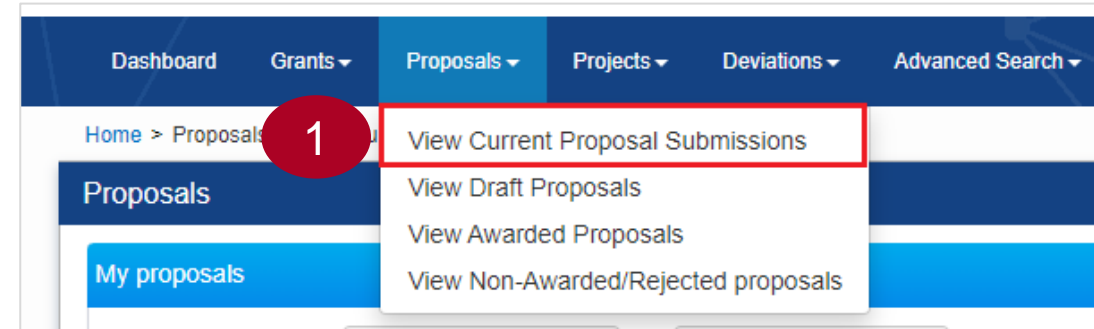 Dashboard Grants Proposals Projects Deviations Advanced Search
Home > Proposals
1
View Current Proposal Submissions
Proposals
View Draft Proposals
View Awarded Proposals
My proposals
View Non-Awarded/Rejected proposals